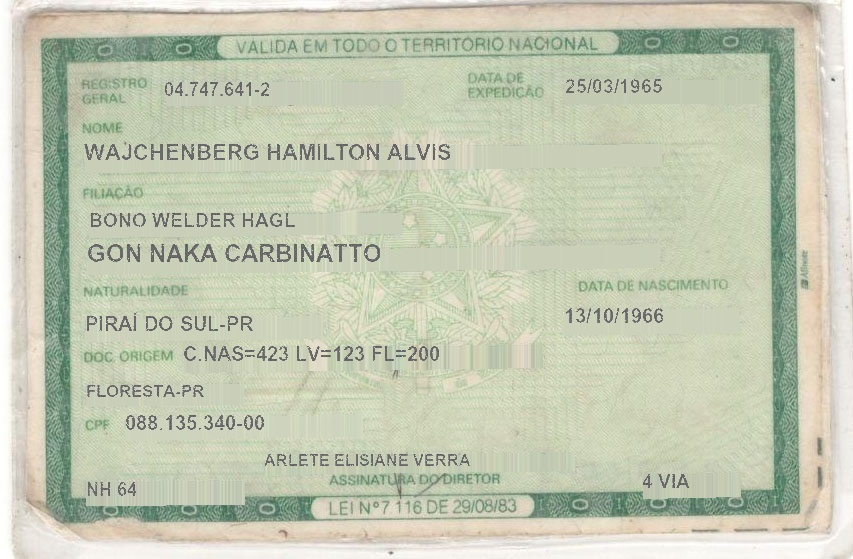 VÁLIDA EM TODO O TERRITÓRIO NACIONAL
REGISTRO GERAL 04.747.641-2 DATA DE EXPEDIÇÃO 25/03/1965
NOME
WAJCHENBERG HAMILTON ALVIS
FILIAÇÃO
BONO WELDER HAGL
GON NAKA CARBINATTO
NATURALIDADE DATA DE NASCIMENTO
PIRAÍ DO SUL-PR 13/10/1966
DOC ORIGEM C.NAS=423 LV=123 FL=200
FLORESTA-PR
CPF 088.135.340-00
ARLETE ELISIANE VERRA
ASSINATURA DO DIRETOR
NH 64 4 VIA
LEI Nº 7 116 DE 29/08/83